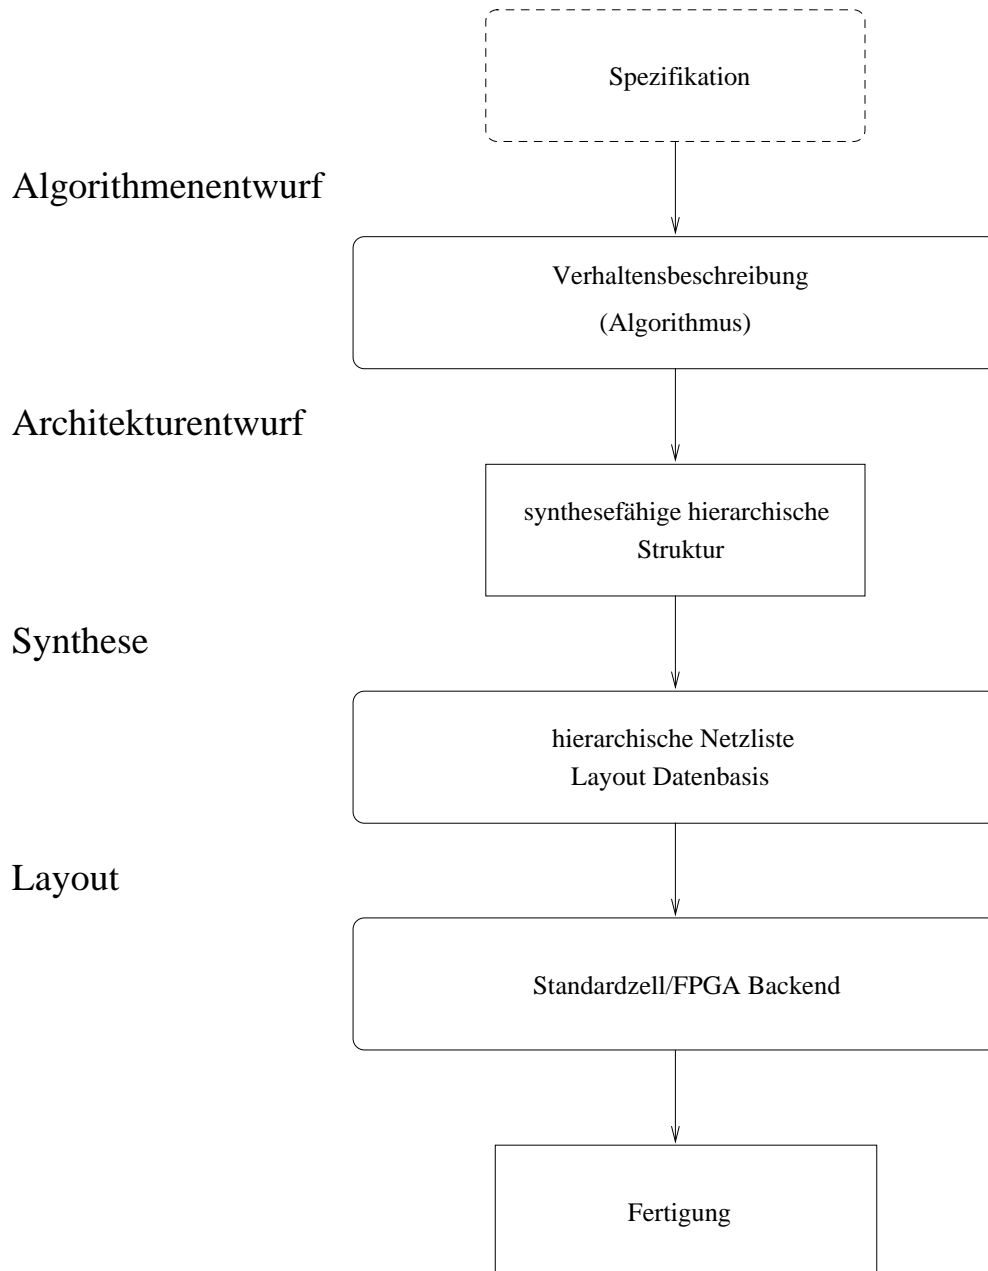 Spezifikation
Algorithmenentwurf
Verhaltensbeschreibung
(Algorithmus)
Architekturentwurf
synthesefähige hierarchische
Struktur
Synthese
hierarchische Netzliste
Layout Datenbasis
Layout
Standardzell/FPGA Backend
Fertigung